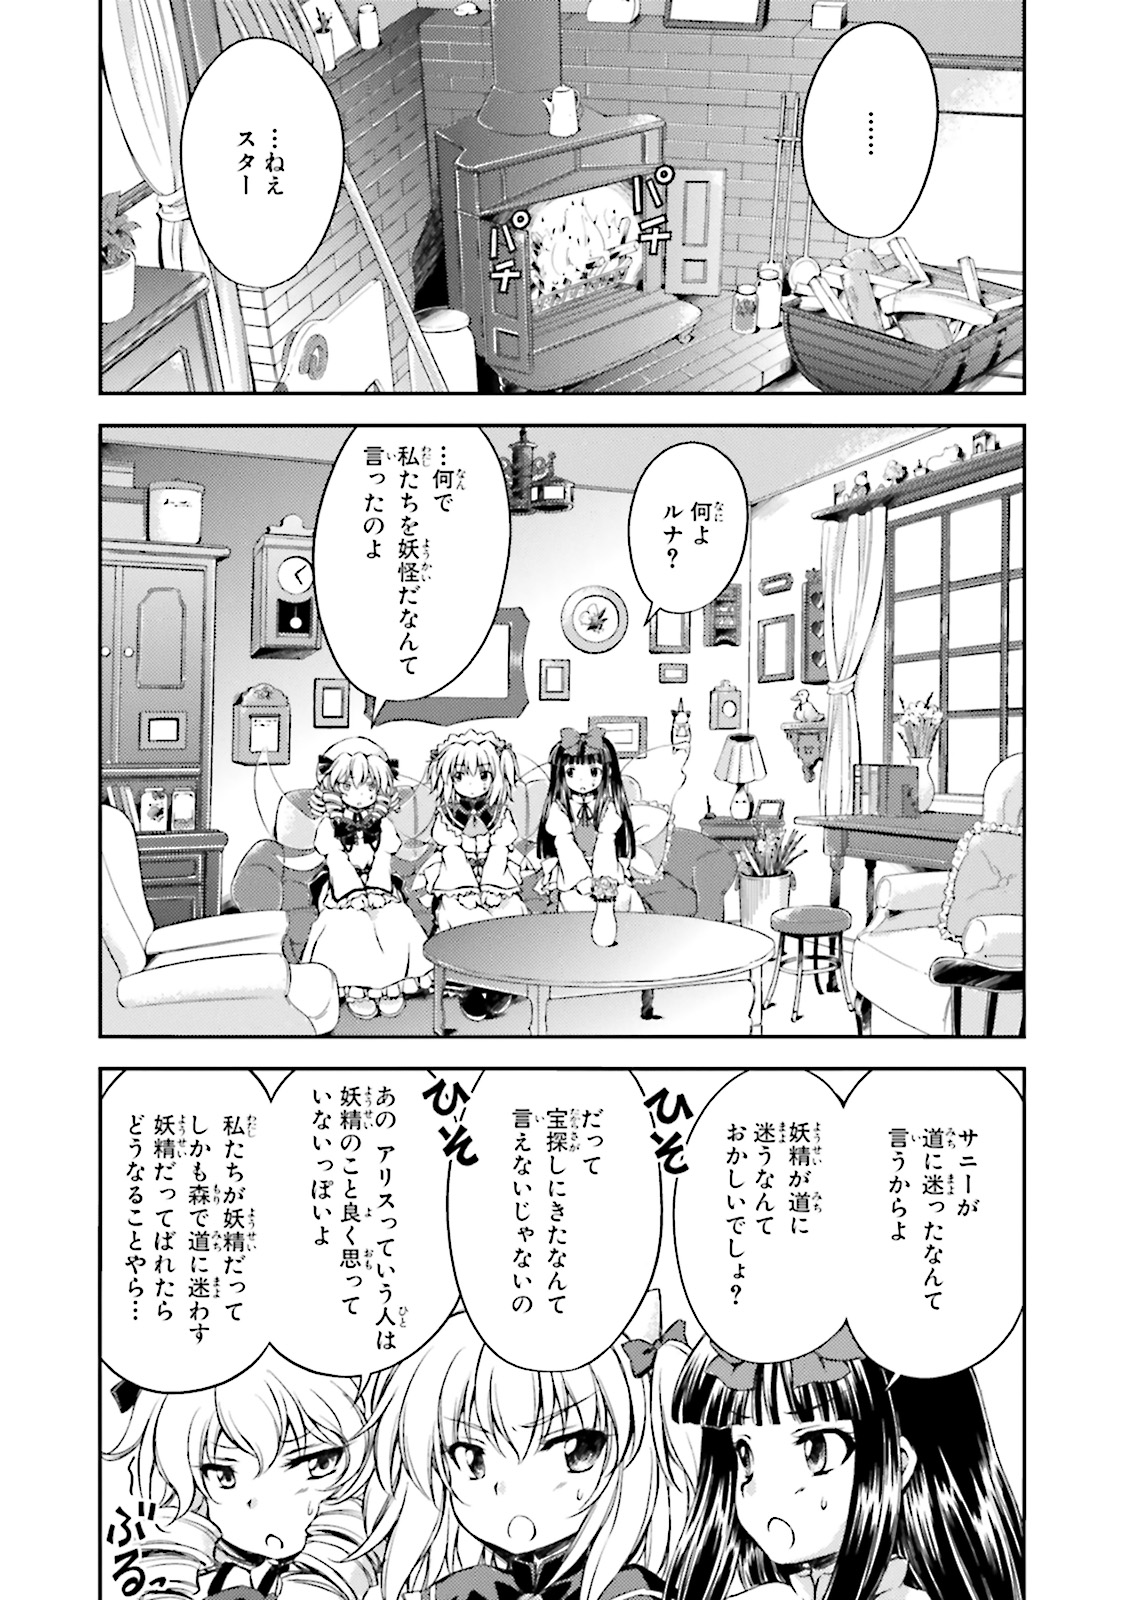 ……
パチ
パチ
…ねえ
スター
何よ
ルナ？
…何で
私たちを妖怪だなんて
言ったのよ
サニーが
道に迷ったなんて
言うからよ
妖精が道に
迷うなんて
おかしいでしょ？
ひそ
だって
宝探しにきたなんて
言えないじゃないの
ひそ
あの アリスっていう人は
妖精のこと良く思って
いないっぽいよ
私たちが妖精だって
しかも森で道に迷わす
妖精だってばれたら
どうなることやら…
ぶるっ